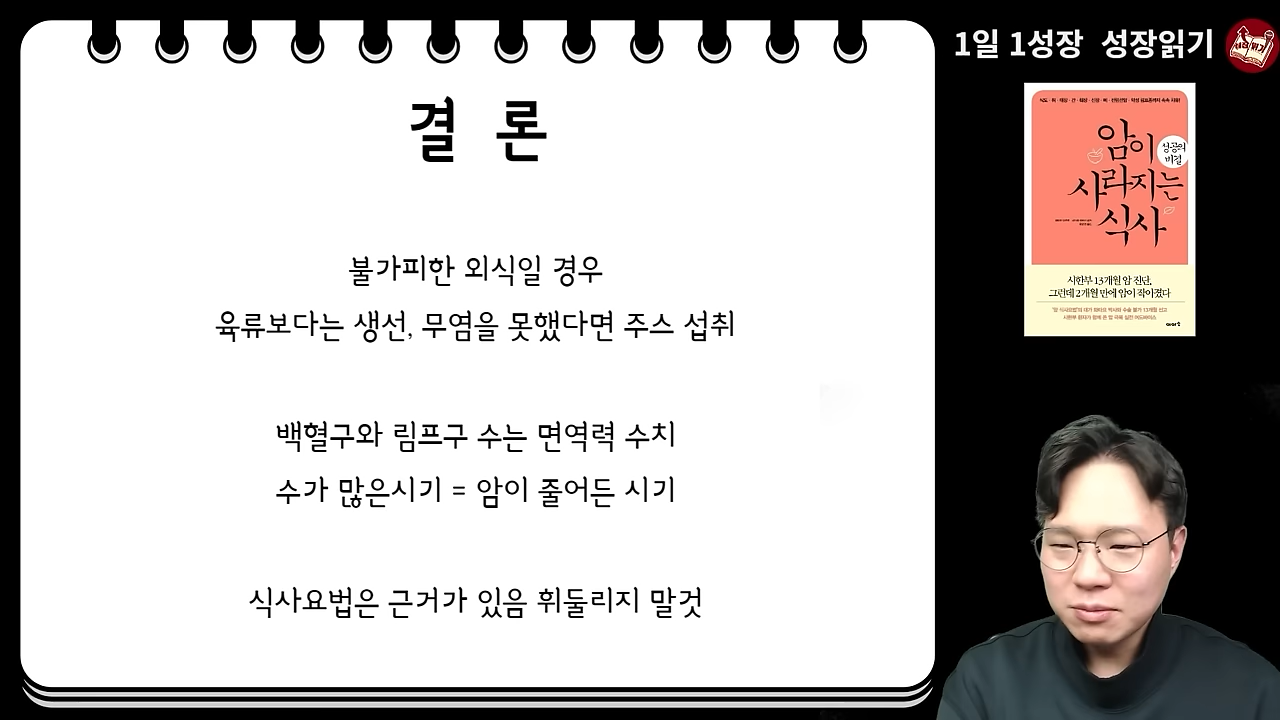 결 론
불가피한 외식일 경우
육류보다는 생선, 무염을 못했다면 주스 섭취
백혈구와 림프구 수는 면역력 수치
수가 많은시기 = 암이 줄어든 시기
식사요법은 근거가 있음 휘둘리지 말것
1일 1성장 성장읽기
암이
사라지는
식사
성공의
비결
시한부 13개월 암 진단,
그런데 2개월 만에 암이 작아졌다